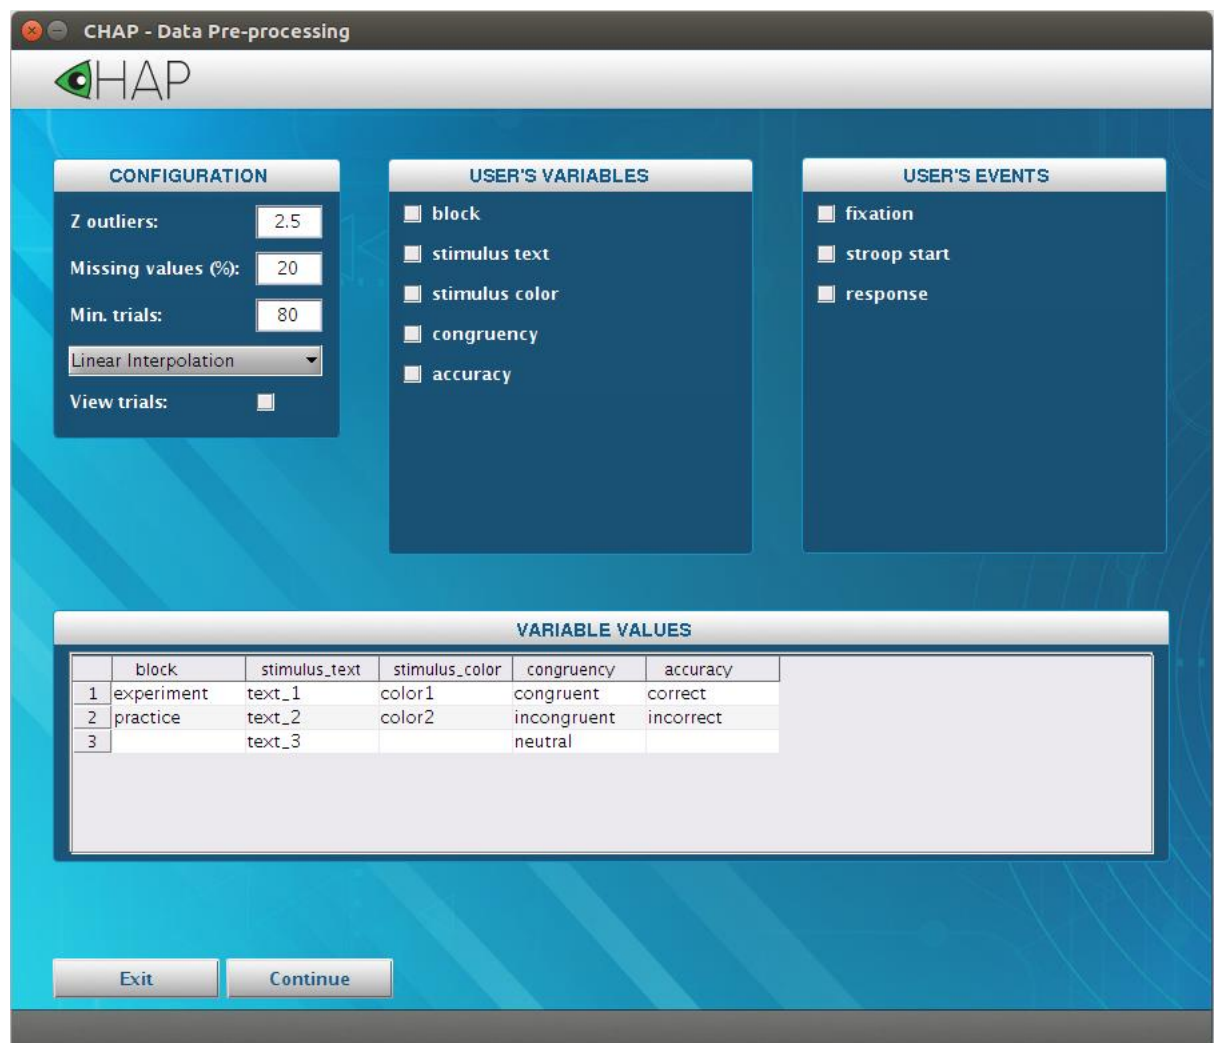 CHAP - Data Pre-processing
CHAP
CONFIGURATION
Z outliers: 2.5
Missing values (%): 20
Min. trials: 80
Linear Interpolation
View trials:
USER'S VARIABLES
block
stimulus text
stimulus color
congruency
accuracy
USER'S EVENTS
fixation
stroop start
response
VARIABLE VALUES
block stimulus_text stimulus_color congruency accuracy
1 experiment text_1 color1 congruent correct
2 practice text_2 color2 incongruent incorrect
3 text_3 neutral
Exit Continue